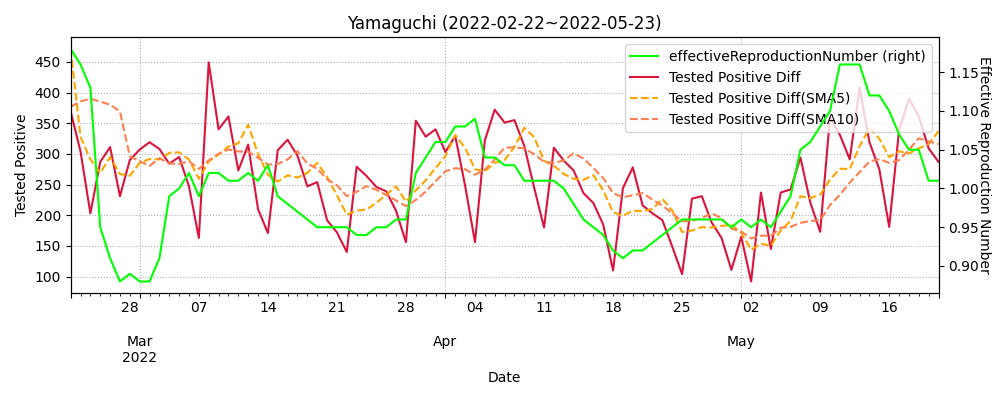 Yamaguchi (2022-02-22~2022-05-23)
effectiveReproductionNumber (right)
Tested Positive Diff
Tested Positive Diff(SMA5)
Tested Positive Diff(SMA10)
Tested Positive
450
400
350
300
250
200
150
100
1.15
1.10
1.05
1.00
0.95
0.90
Effective Reproduction Number
28 07 14 21 28 04 11 18 25 02 09 16
Mar Apr May
2022
Date